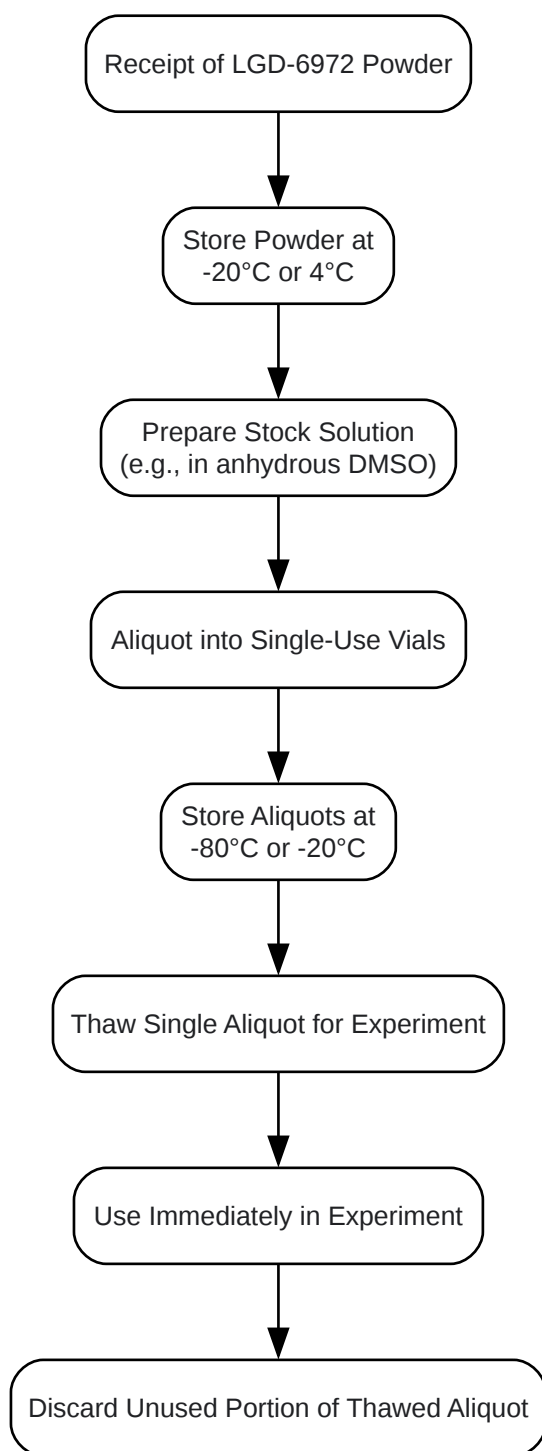 Receipt of LGD-6972 Powder
Store Powder at
-20°C or 4°C
Prepare Stock Solution
(e.g., in anhydrous DMSO)
Aliquot into Single-Use Vials
Store Aliquots at
-80°C or -20°C
Thaw Single Aliquot for Experiment
Use Immediately in Experiment
Discard Unused Portion of Thawed Aliquot